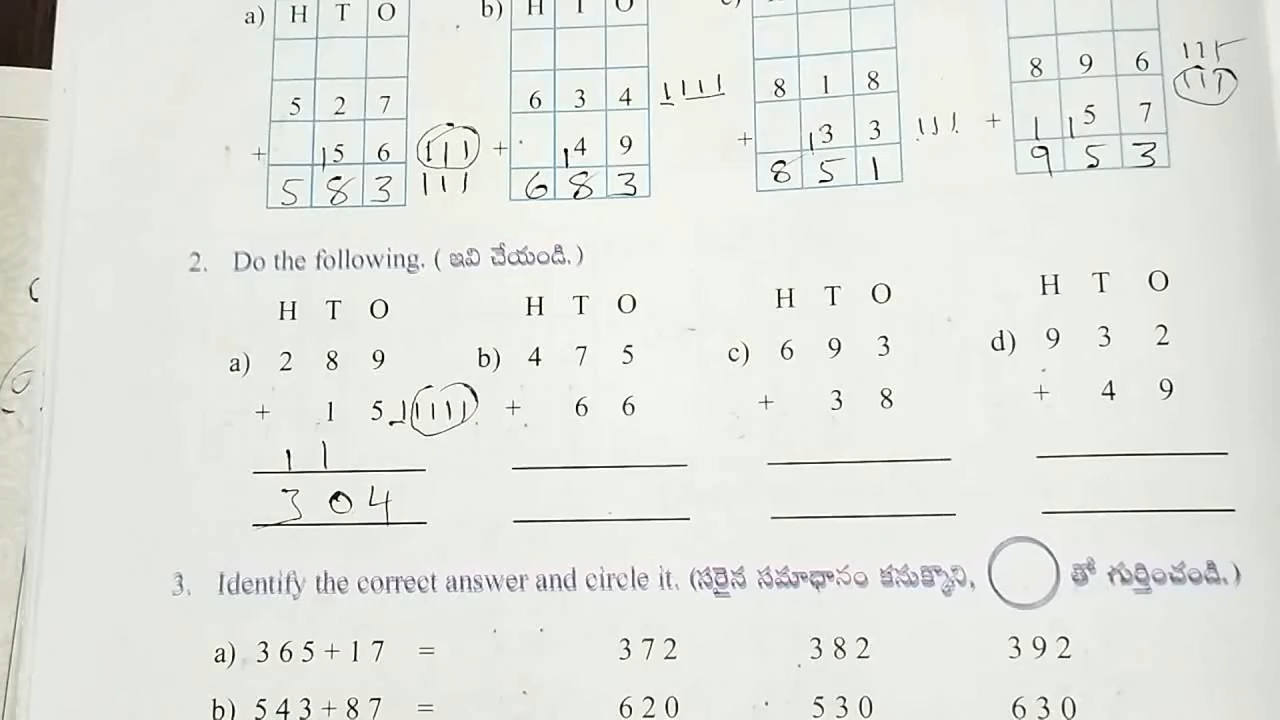 a) H T O
b) H T O
5 2 7
6 3 4
8 1 8
8 9 6
+ 1 5 6
+ 1 4 9
+ 1 3 3
+ 1 1 5 7
5 8 3
6 8 3
8 5 1
9 5 3
2. Do the following. ( ఇవి చేయండి.)
H T O
H T O
H T O
H T O
a) 2 8 9
b) 4 7 5
c) 6 9 3
d) 9 3 2
+ 1 5
+ 6 6
+ 3 8
+ 4 9
1 1
3 0 4
3. Identify the correct answer and circle it. (సరైన సమాధానం కనుక్కొని, తో గుర్తించండి.)
a) 3 6 5 + 1 7 = 3 7 2 3 8 2 3 9 2
b) 5 4 3 + 8 7 = 6 2 0 5 3 0 6 3 0